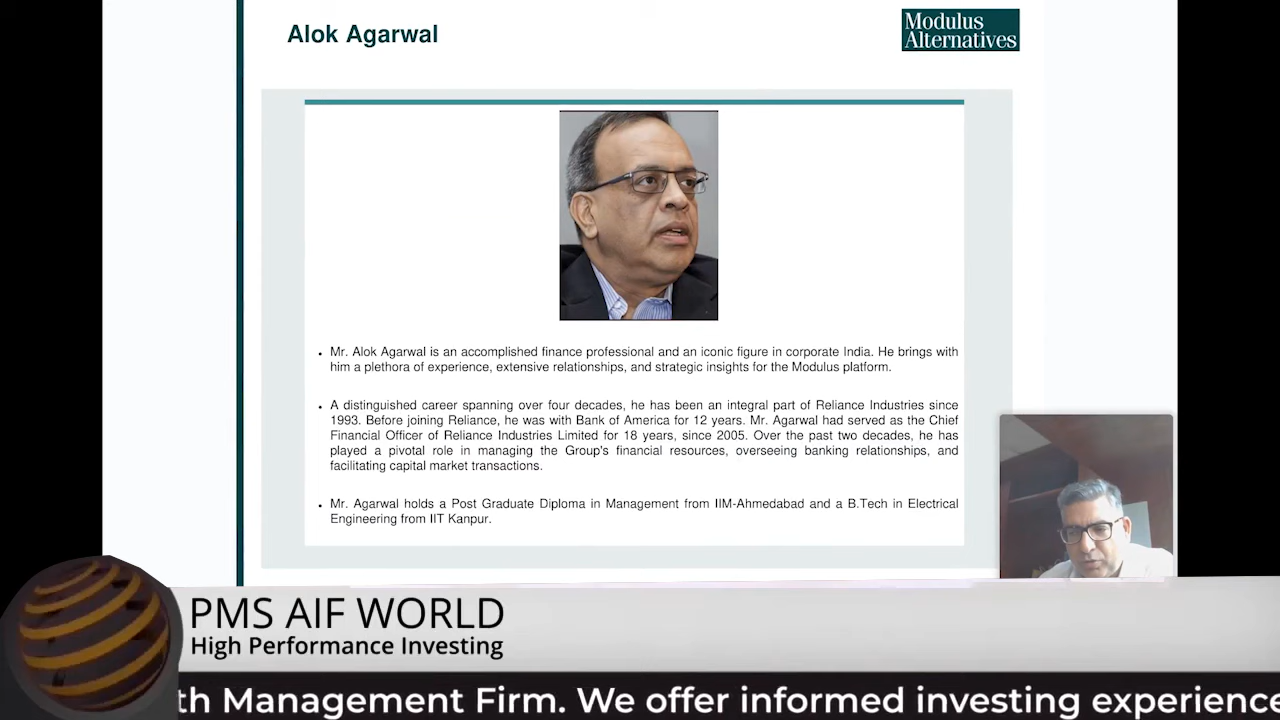 Alok Agarwal
Modulus
Alternatives
• Mr. Alok Agarwal is an accomplished finance professional and an iconic figure in corporate India. He brings with
him a plethora of experience, extensive relationships, and strategic insights for the Modulus platform.
• A distinguished career spanning over four decades, he has been an integral part of Reliance Industries since
1993. Before joining Reliance, he was with Bank of America for 12 years. Mr. Agarwal had served as the Chief
Financial Officer of Reliance Industries Limited for 18 years, since 2005. Over the past two decades, he has
played a pivotal role in managing the Group's financial resources, overseeing banking relationships, and
facilitating capital market transactions.
• Mr. Agarwal holds a Post Graduate Diploma in Management from IIM-Ahmedabad and a B.Tech in Electrical
Engineering from IIT Kanpur.
PMS AIF WORLD
High Performance Investing
th Management Firm. We offer informed investing experience